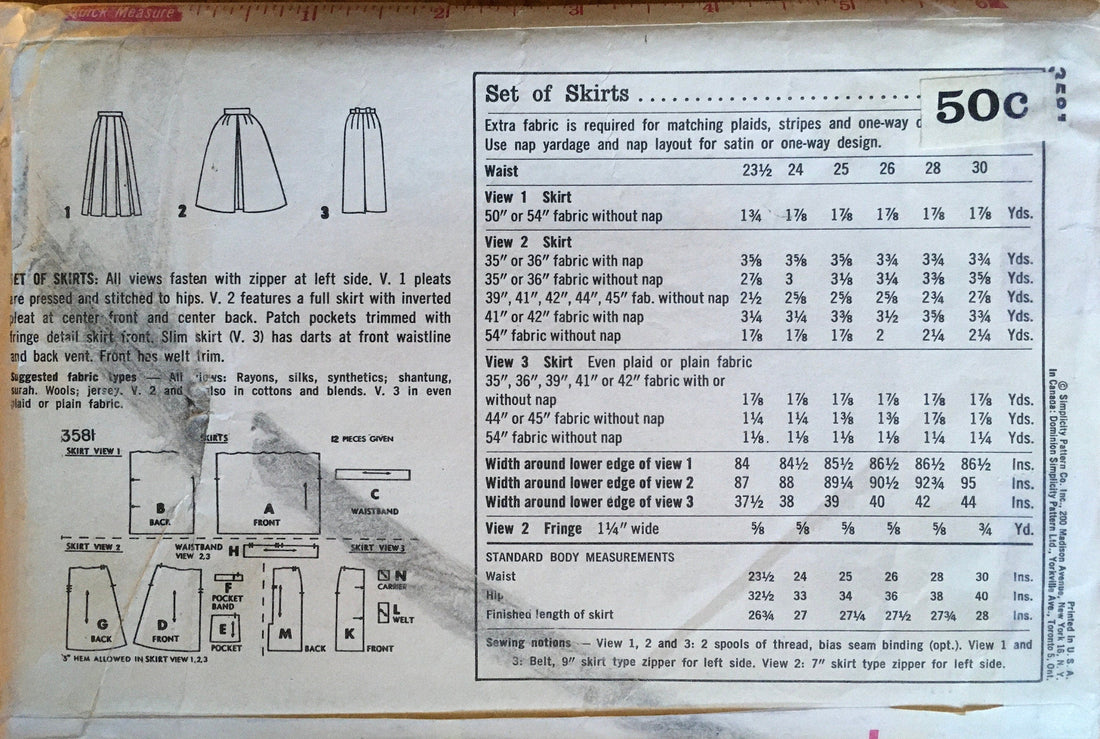 Quick Measure 1 2 3 4 5 6
1 2 3
SET OF SKIRTS: All views fasten with zipper at left side. V. 1 pleats
are pressed and stitched to hips. V. 2 features a full skirt with inverted
pleat at center front and center back. Patch pockets trimmed with
fringe detail skirt front. Slim skirt (V. 3) has darts at front waistline
and back vent. Front has welt trim.
Suggested fabric types — All views: Rayons, silks, synthetics; shantung,
surah. Wools; jersey. V. 2 and also in cottons and blends. V. 3 in even
plaid or plain fabric.
3581 SKIRTS 12 PIECES GIVEN
SKIRT VIEW 1
B
BACK
A
FRONT
C
WAISTBAND
SKIRT VIEW 2
WAISTBAND
VIEW 2,3
H
SKIRT VIEW 3
G
BACK
D
FRONT
F
POCKET
BAND
E
POCKET
M
BACK
K
FRONT
N
CARRIER
L
WELT
3" HEM ALLOWED IN SKIRT VIEW 1,2,3
Set of Skirts
50c
Extra fabric is required for matching plaids, stripes and one-way
Use nap yardage and nap layout for satin or one-way design.
Waist 23½ 24 25 26 28 30
View 1 Skirt
50" or 54" fabric without nap 1¾ 1⅞ 1⅞ 1⅞ 1⅞ 1⅞ Yds.
View 2 Skirt
35" or 36" fabric with nap 3⅝ 3⅝ 3⅝ 3¾ 3¾ 3¾ Yds.
35" or 36" fabric without nap 2⅞ 3 3⅛ 3¼ 3⅜ 3⅝ Yds.
39", 41", 42", 44", 45" fab. without nap 2½ 2⅝ 2⅝ 2⅝ 2¾ 2⅞ Yds.
41" or 42" fabric with nap 3¼ 3¼ 3⅜ 3½ 3⅝ 3¾ Yds.
54" fabric without nap 1⅞ 1⅞ 1⅞ 2 2¼ 2¼ Yds.
View 3 Skirt Even plaid or plain fabric
35", 36", 39", 41" or 42" fabric with or
without nap 1⅞ 1⅞ 1⅞ 1⅞ 1⅞ 1⅞ Yds.
44" or 45" fabric without nap 1¼ 1¼ 1⅜ 1⅜ 1⅞ 1⅞ Yds.
54" fabric without nap 1⅛ 1⅛ 1⅛ 1⅛ 1¼ 1¼ Yds.
Width around lower edge of view 1 84 84½ 85½ 86½ 86½ 86½ Ins.
Width around lower edge of view 2 87 88 89¼ 90½ 92¾ 95 Ins.
Width around lower edge of view 3 37½ 38 39 40 42 44 Ins.
View 2 Fringe 1¼" wide ⅝ ⅝ ⅝ ⅝ ⅝ ¾ Yd.
STANDARD BODY MEASUREMENTS
Waist 23½ 24 25 26 28 30 Ins.
Hip 32½ 33 34 36 38 40 Ins.
Finished length of skirt 26¾ 27 27¼ 27½ 27¾ 28 Ins.
Sewing notions — View 1, 2 and 3: 2 spools of thread, bias seam binding (opt.). View 1 and
3: Belt, 9" skirt type zipper for left side. View 2: 7" skirt type zipper for left side.
© Simplicity Pattern Co. Inc., 200 Madison Avenue, New York 16, N. Y.
In Canada: Dominion Simplicity Pattern Ltd., Yorkville Ave., Toronto 5, Ont.
Printed in U. S. A.